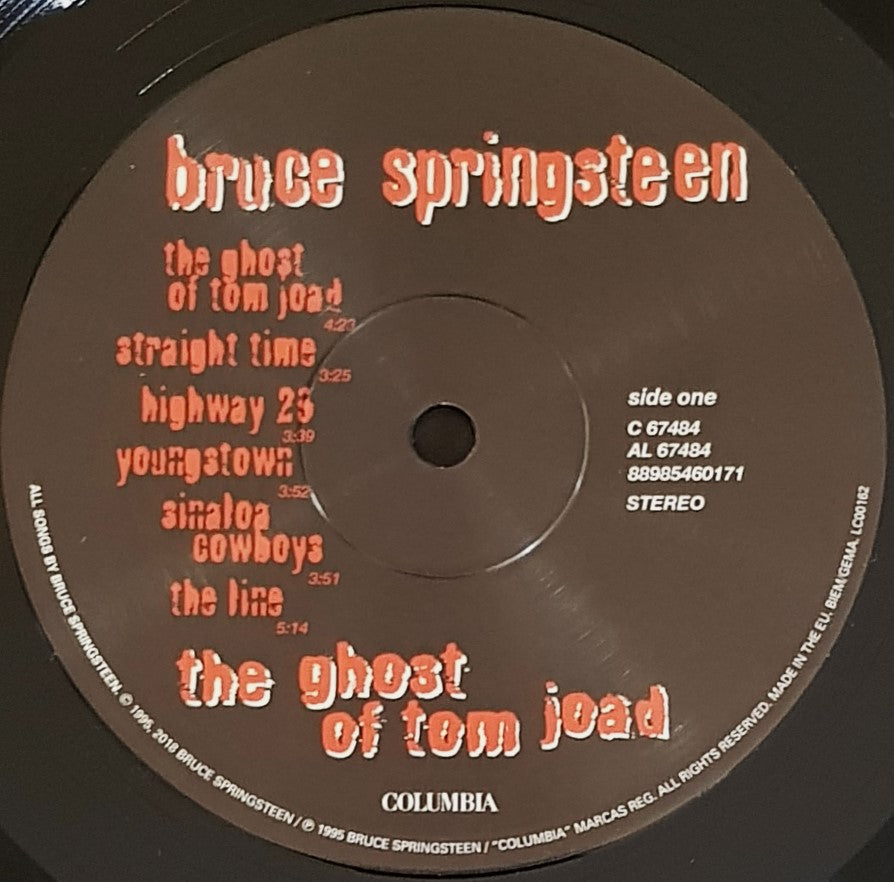 bruce springsteen
the ghost
of tom joad
4:23
straight time
3:25
highway 29
3:39
youngstown
3:52
sinaloa
cowboys
3:51
the line
5:14
side one
C 67484
AL 67484
88985460171
STEREO
the ghost
of tom joad
COLUMBIA
ALL SONGS BY BRUCE SPRINGSTEEN. © 1995, 2018 BRUCE SPRINGSTEEN / ℗ 1995 BRUCE SPRINGSTEEN / "COLUMBIA" MARCAS REG. ALL RIGHTS RESERVED. MADE IN THE EU. BIEM/GEMA. LC00162